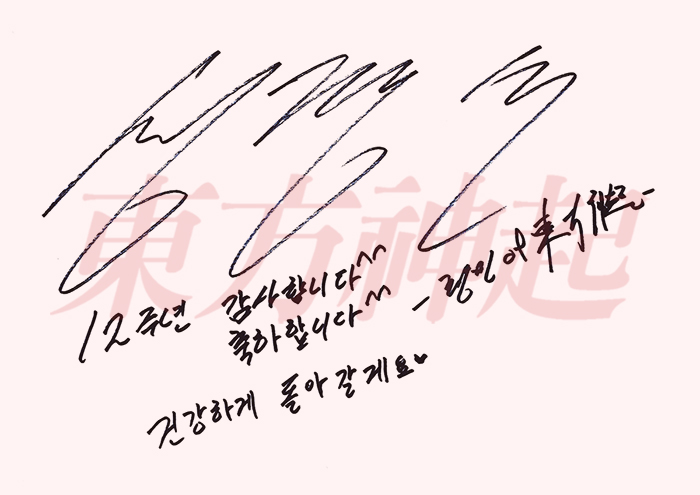 東方神起
12주년 감사합니다^^
축하합니다^^
- 창민 of 東方神起 -
건강하게 돌아갈게요♥